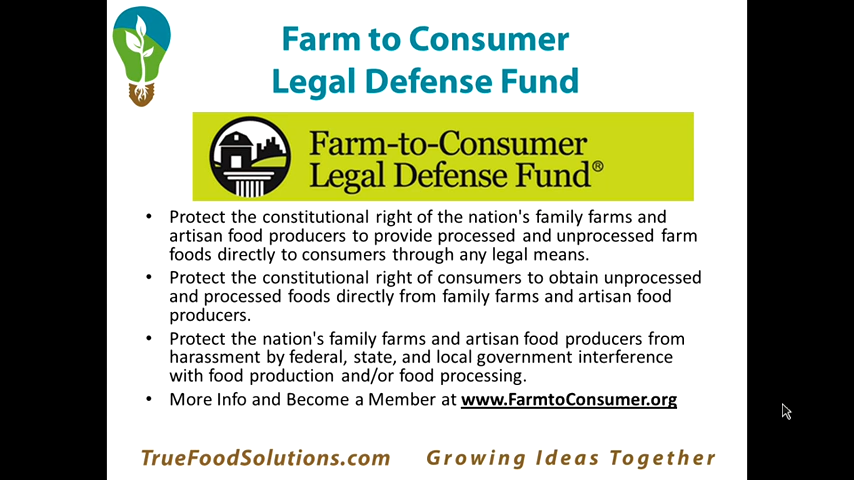 Farm to Consumer
Legal Defense Fund
Farm-to-Consumer
Legal Defense Fund®
• Protect the constitutional right of the nation's family farms and
artisan food producers to provide processed and unprocessed farm
foods directly to consumers through any legal means.
• Protect the constitutional right of consumers to obtain unprocessed
and processed foods directly from family farms and artisan food
producers.
• Protect the nation's family farms and artisan food producers from
harassment by federal, state, and local government interference
with food production and/or food processing.
• More Info and Become a Member at www.FarmtoConsumer.org
TrueFoodSolutions.com Growing Ideas Together